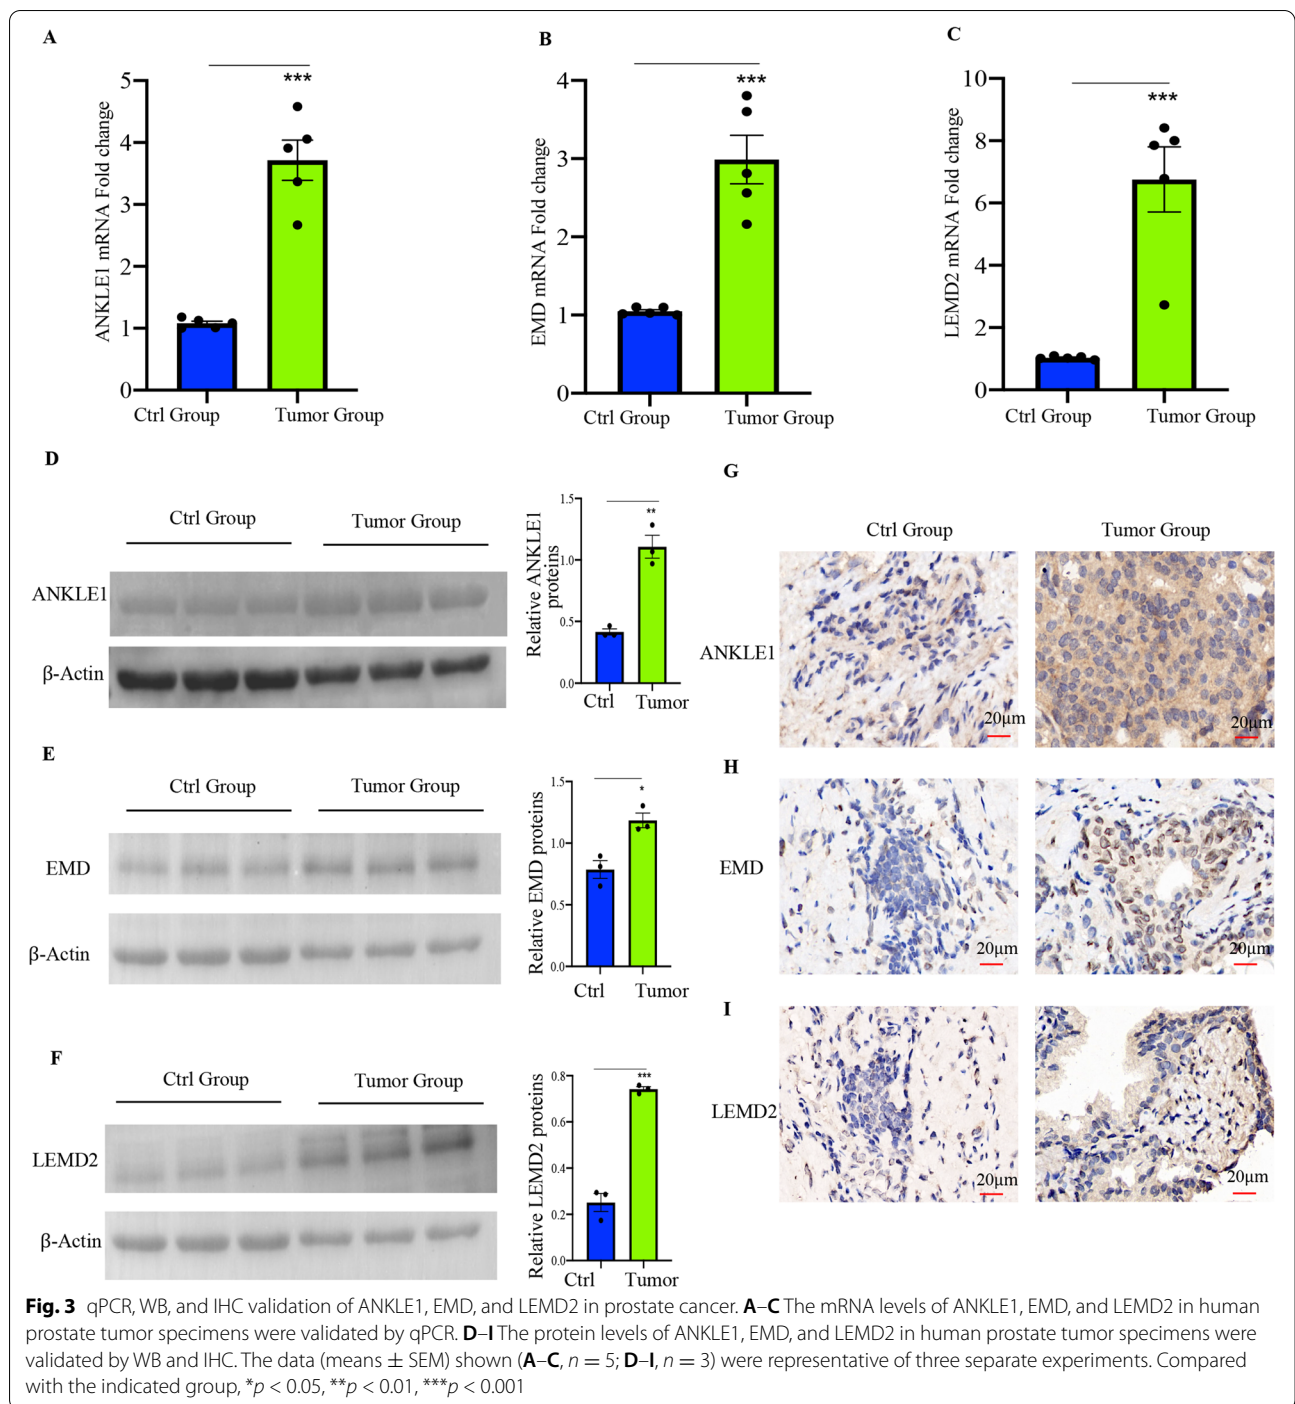 A
ANKLE1 mRNA Fold change
5
4
3
2
1
0
***
Ctrl Group
Tumor Group
B
EMD mRNA Fold change
4
3
2
1
0
***
Ctrl Group
Tumor Group
C
LEMD2 mRNA Fold change
10
8
6
4
2
0
***
Ctrl Group
Tumor Group
D
Ctrl Group
Tumor Group
ANKLE1
β-Actin
Relative ANKLE1
proteins
1.5
1.0
0.5
0.0
**
Ctrl
Tumor
E
Ctrl Group
Tumor Group
EMD
β-Actin
Relative EMD proteins
1.5
1.0
0.5
0.0
*
Ctrl
Tumor
F
Ctrl Group
Tumor Group
LEMD2
β-Actin
Relative LEMD2 proteins
0.8
0.6
0.4
0.2
0.0
***
Ctrl
Tumor
G
Ctrl Group
Tumor Group
ANKLE1
20μm
20μm
H
EMD
20μm
20μm
I
LEMD2
20μm
20μm
Fig. 3 qPCR, WB, and IHC validation of ANKLE1, EMD, and LEMD2 in prostate cancer. A–C The mRNA levels of ANKLE1, EMD, and LEMD2 in human
prostate tumor specimens were validated by qPCR. D–I The protein levels of ANKLE1, EMD, and LEMD2 in human prostate tumor specimens were
validated by WB and IHC. The data (means ± SEM) shown (A–C, n = 5; D–I, n = 3) were representative of three separate experiments. Compared
with the indicated group, *p < 0.05, **p < 0.01, ***p < 0.001